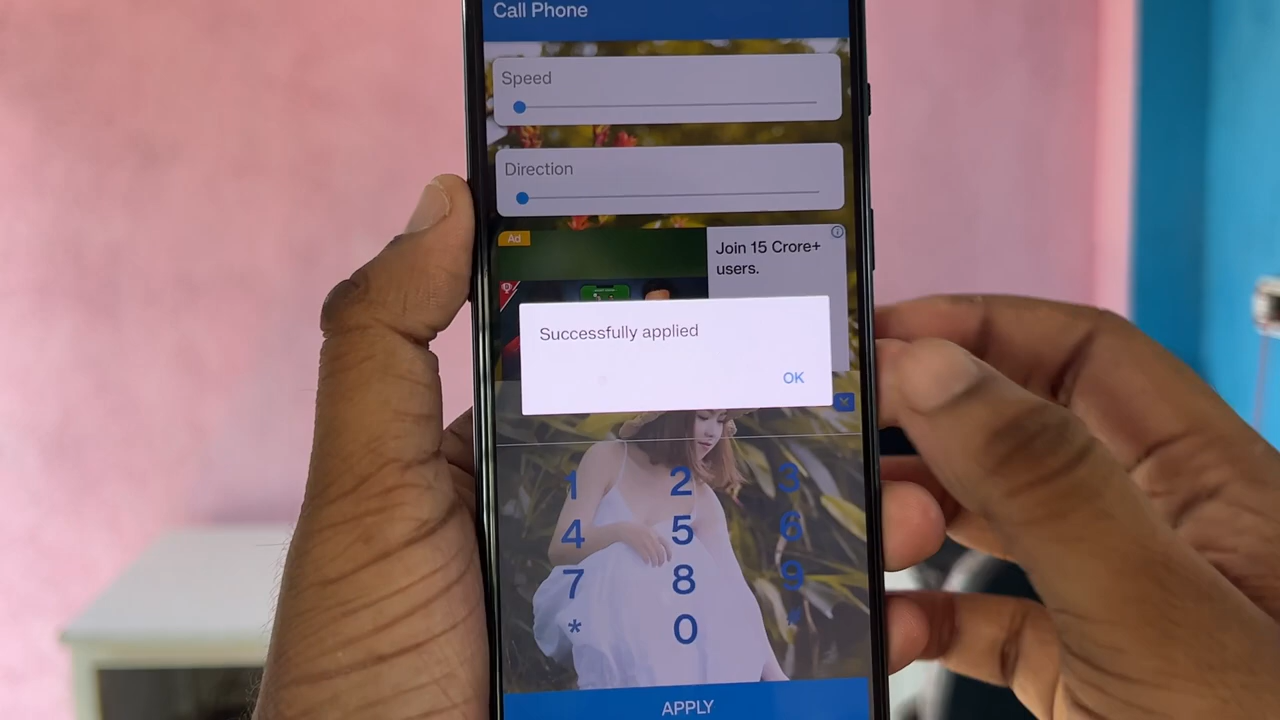 Call Phone
Speed
Direction
Ad
Join 15 Crore+
users.
Successfully applied
OK
1 2 3
4 5 6
7 8 9
* 0 *
APPLY